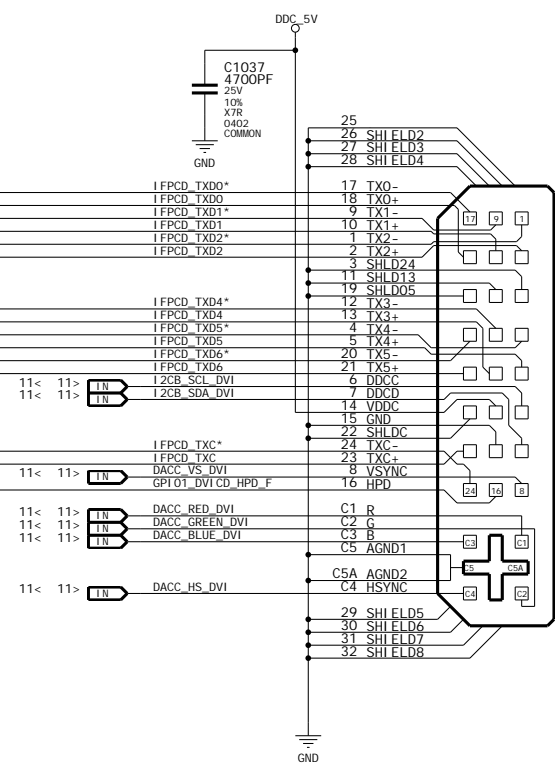 DDC_5V
C1037
4700PF
25V
10%
X7R
0402
COMMON
GND
25
26 SHIELD2
27 SHIELD3
28 SHIELD4
IFPCD_TXD0* 17 TX0-
IFPCD_TXD0 18 TX0+
IFPCD_TXD1* 9 TX1-
IFPCD_TXD1 10 TX1+
IFPCD_TXD2* 1 TX2-
IFPCD_TXD2 2 TX2+
3 SHLD24
11 SHLD13
19 SHLD05
IFPCD_TXD4* 12 TX3-
IFPCD_TXD4 13 TX3+
IFPCD_TXD5* 4 TX4-
IFPCD_TXD5 5 TX4+
IFPCD_TXD6* 20 TX5-
IFPCD_TXD6 21 TX5+
11< 11> IN I2CB_SCL_DVI 6 DDCC
11< 11> IN I2CB_SDA_DVI 7 DDCD
14 VDDC
15 GND
22 SHLDC
IFPCD_TXC* 24 TXC-
IFPCD_TXC 23 TXC+
11< 11> IN DACC_VS_DVI 8 VSYNC
GPIO1_DVICD_HPD_F 16 HPD
11< 11> IN DACC_RED_DVI C1 R
11< 11> IN DACC_GREEN_DVI C2 G
11< 11> IN DACC_BLUE_DVI C3 B
C5 AGND1
C5A AGND2
11< 11> IN DACC_HS_DVI C4 HSYNC
29 SHIELD5
30 SHIELD6
31 SHIELD7
32 SHIELD8
GND
17 9 1
24 16 8
C3 C1
C5 C5A
C4 C2